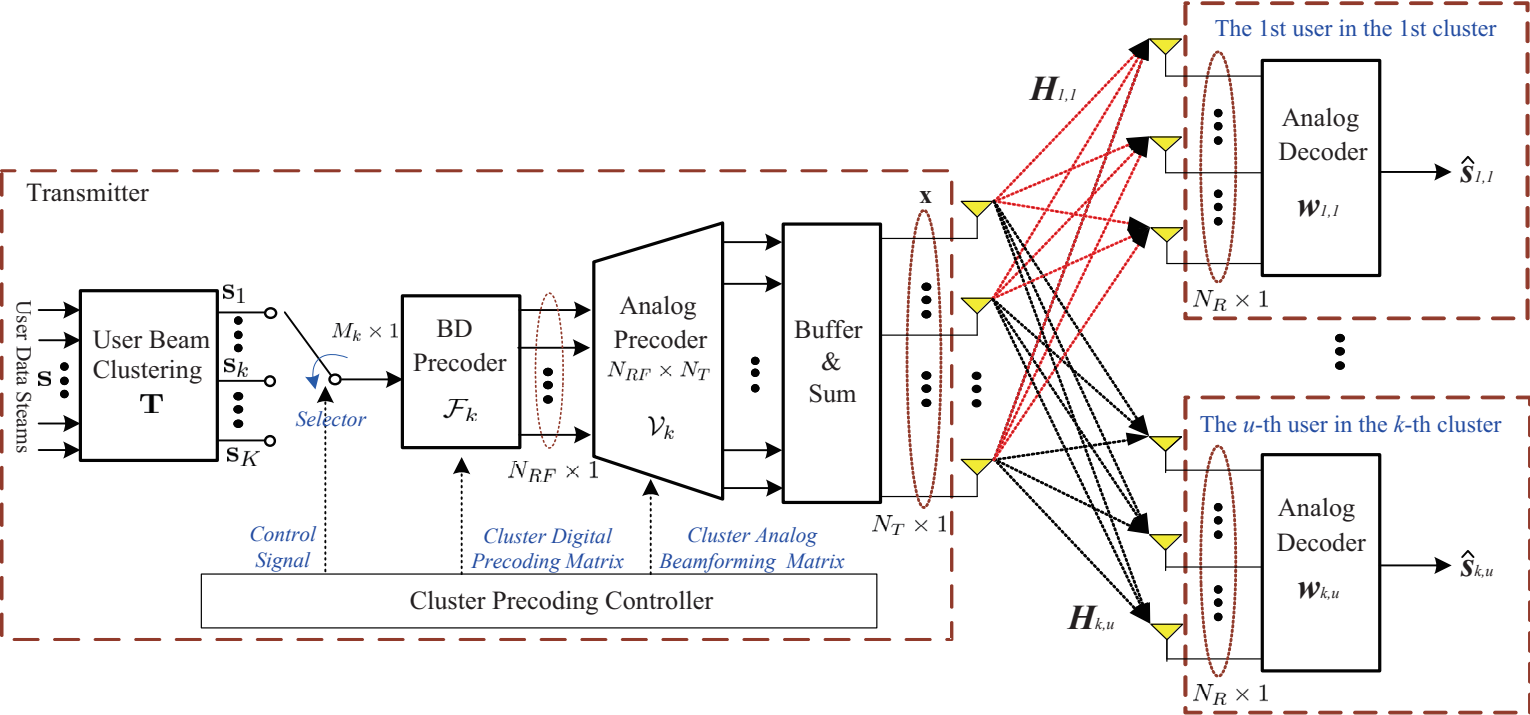 The 1st user in the 1st cluster
H1,1
Analog
Decoder
w1,1
ŝ1,1
NR × 1
Transmitter
x
User Data Steams
s
User Beam
Clustering
T
s1
sk
sK
Selector
Mk × 1
BD
Precoder
ℱk
NRF × 1
Analog
Precoder
NRF × NT
𝒱k
Buffer
&
Sum
NT × 1
Control
Signal
Cluster Digital
Precoding Matrix
Cluster Analog
Beamforming Matrix
Cluster Precoding Controller
The u-th user in the k-th cluster
Hk,u
Analog
Decoder
wk,u
ŝk,u
NR × 1